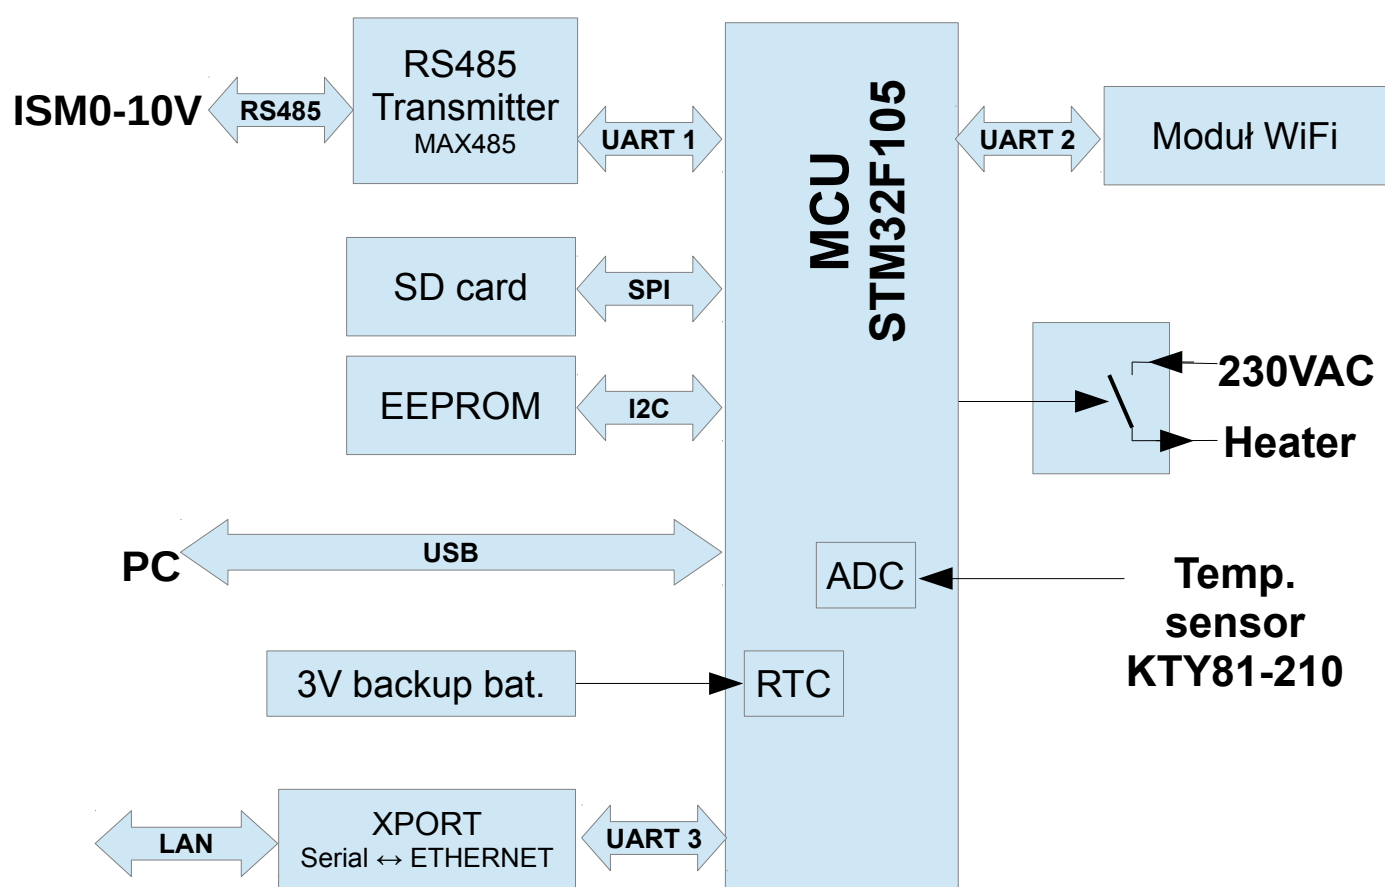 RS485
Transmitter
MAX485
ISM0-10V
RS485
UART 1
MCU
STM32F105
UART 2
Moduł WiFi
SD card
SPI
EEPROM
I2C
230VAC
Heater
PC
USB
ADC
Temp.
sensor
KTY81-210
3V backup bat.
RTC
LAN
XPORT
Serial ↔ ETHERNET
UART 3